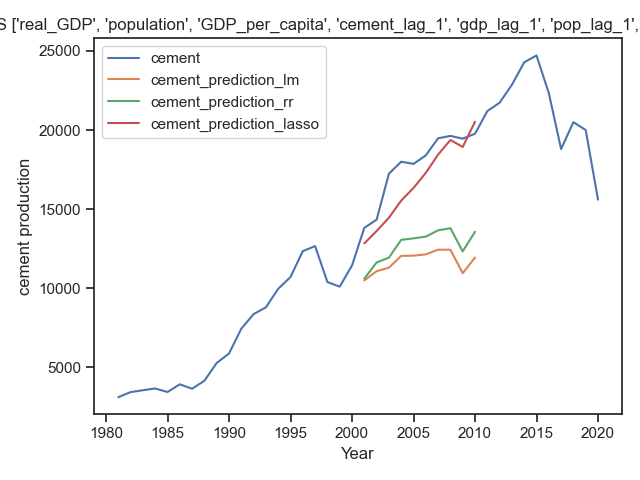 S ['real_GDP', 'population', 'GDP_per_capita', 'cement_lag_1', 'gdp_lag_1', 'pop_lag_1',
cement
cement_prediction_lm
cement_prediction_rr
cement_prediction_lasso
25000
20000
15000
10000
5000
cement production
1980 1985 1990 1995 2000 2005 2010 2015 2020
Year